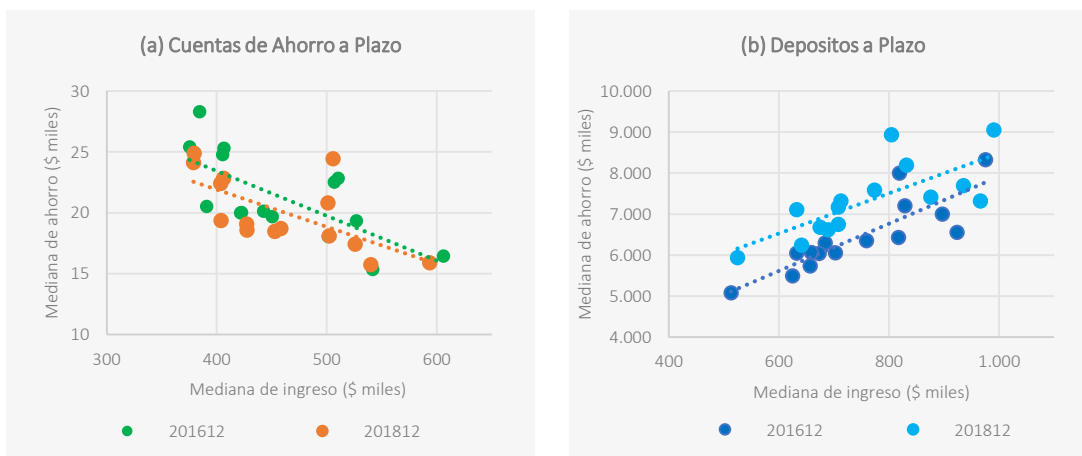 (a) Cuentas de Ahorro a Plazo
Mediana de ahorro ($ miles)
30
25
20
15
10
300 400 500 600
Mediana de ingreso ($ miles)
201612 201812
(b) Depositos a Plazo
Mediana de ahorro ($ miles)
10.000
9.000
8.000
7.000
6.000
5.000
4.000
400 600 800 1.000
Mediana de ingreso ($ miles)
201612 201812